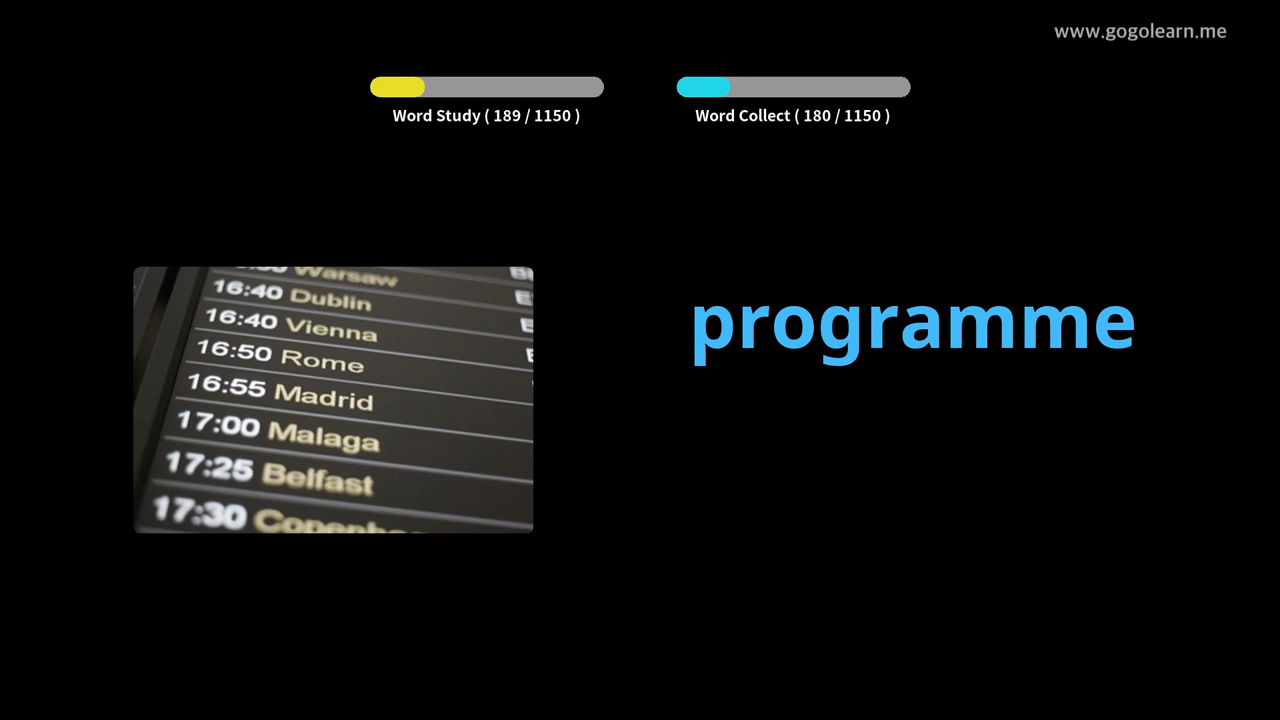 www.gogolearn.me
Word Study ( 189 / 1150 )
Word Collect ( 180 / 1150 )
Warsaw
16:40 Dublin
16:40 Vienna
16:50 Rome
16:55 Madrid
17:00 Malaga
17:25 Belfast
17:30
programme